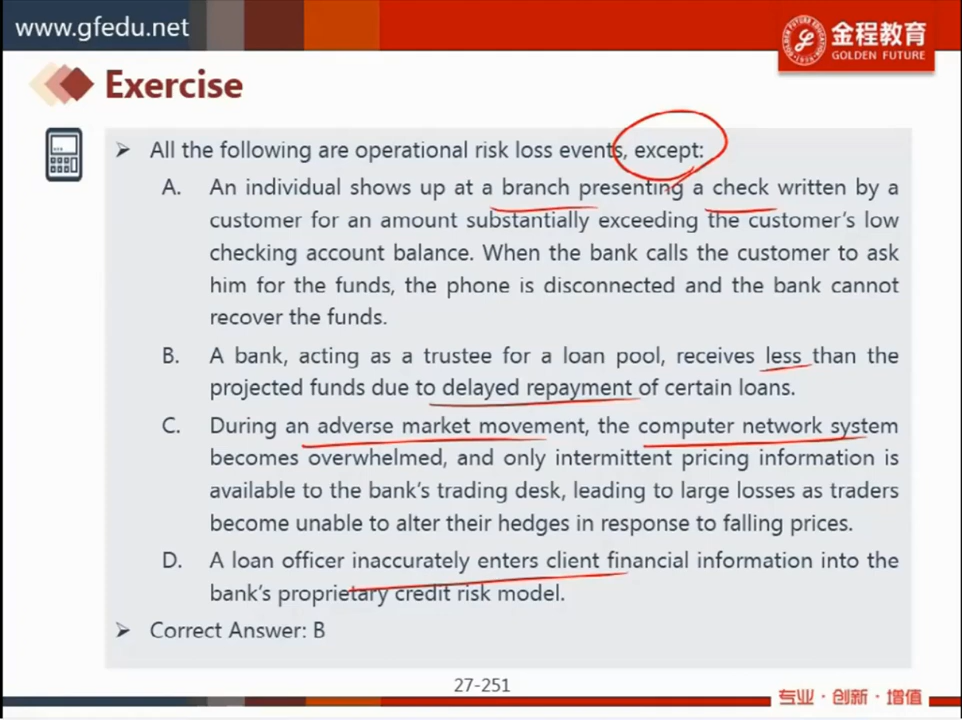 www.gfedu.net
金程教育
GOLDEN FUTURE
Exercise
All the following are operational risk loss events, except:
A. An individual shows up at a branch presenting a check written by a
customer for an amount substantially exceeding the customer's low
checking account balance. When the bank calls the customer to ask
him for the funds, the phone is disconnected and the bank cannot
recover the funds.
B. A bank, acting as a trustee for a loan pool, receives less than the
projected funds due to delayed repayment of certain loans.
C. During an adverse market movement, the computer network system
becomes overwhelmed, and only intermittent pricing information is
available to the bank's trading desk, leading to large losses as traders
become unable to alter their hedges in response to falling prices.
D. A loan officer inaccurately enters client financial information into the
bank's proprietary credit risk model.
Correct Answer: B
27-251
专业·创新·增值